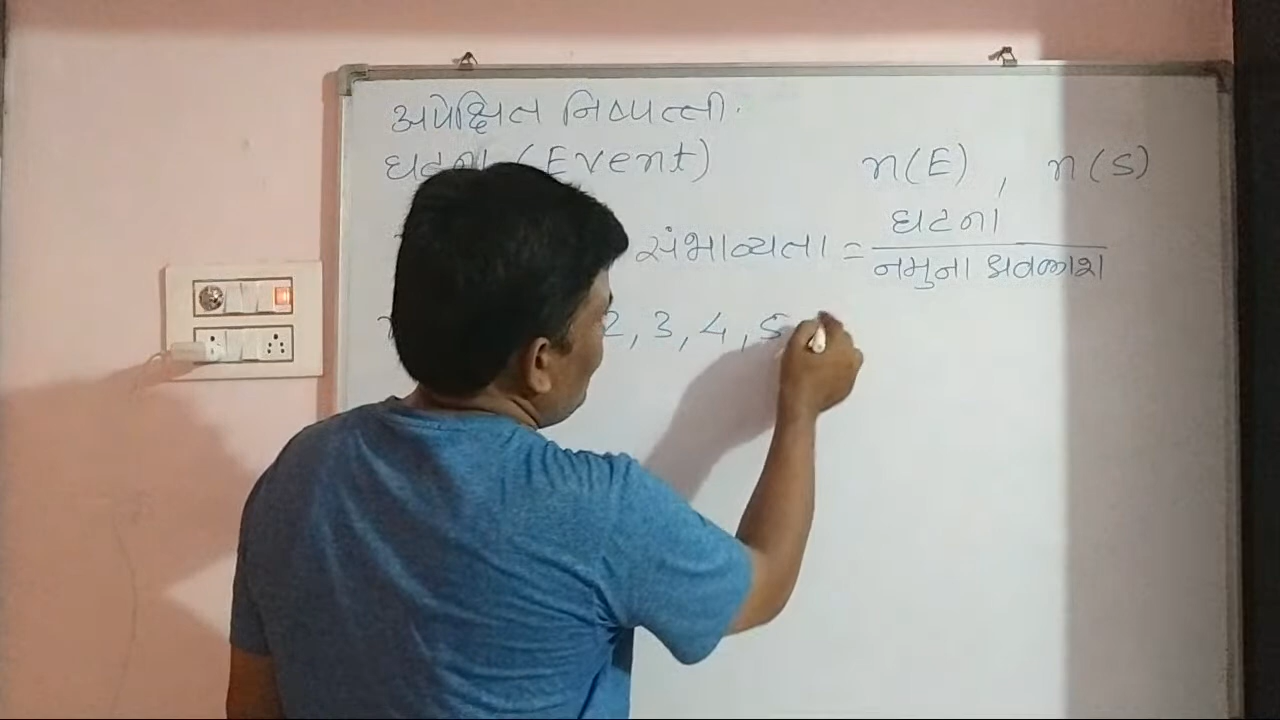 અપેક્ષિત નિષ્પત્તી.
ઘટના (Event)
n(E) , n(S)
સંભાવ્યતા = ઘટના
નમુના અવકાશ
2, 3, 4, 5